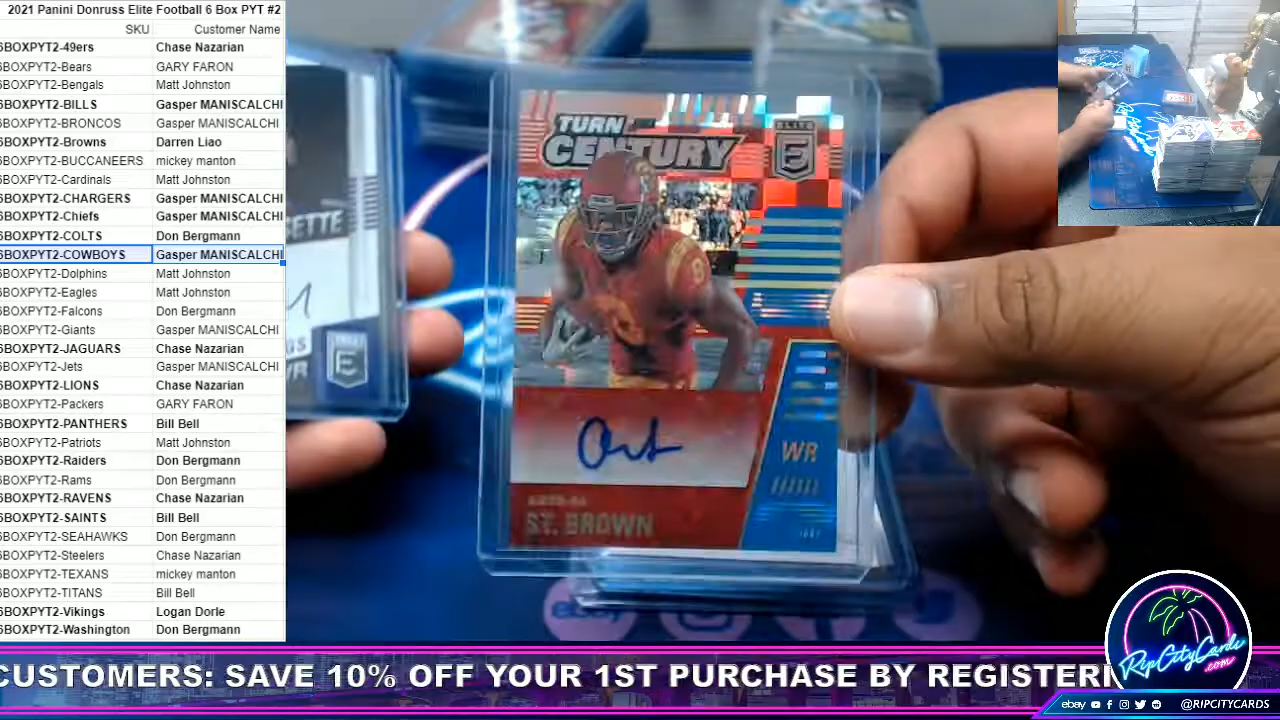 2021 Panini Donruss Elite Football 6 Box PYT #2
SKU Customer Name
6BOXPYT2-49ers Chase Nazarian
6BOXPYT2-Bears GARY FARON
6BOXPYT2-Bengals Matt Johnston
6BOXPYT2-BILLS Gasper MANISCALCHI
6BOXPYT2-BRONCOS Gasper MANISCALCHI
6BOXPYT2-Browns Darren Liao
6BOXPYT2-BUCCANEERS mickey manton
6BOXPYT2-Cardinals Matt Johnston
6BOXPYT2-CHARGERS Gasper MANISCALCHI
6BOXPYT2-Chiefs Gasper MANISCALCHI
6BOXPYT2-COLTS Don Bergmann
6BOXPYT2-COWBOYS Gasper MANISCALCHI
6BOXPYT2-Dolphins Matt Johnston
6BOXPYT2-Eagles Matt Johnston
6BOXPYT2-Falcons Don Bergmann
6BOXPYT2-Giants Gasper MANISCALCHI
6BOXPYT2-JAGUARS Chase Nazarian
6BOXPYT2-Jets Gasper MANISCALCHI
6BOXPYT2-LIONS Chase Nazarian
6BOXPYT2-Packers GARY FARON
6BOXPYT2-PANTHERS Bill Bell
6BOXPYT2-Patriots Matt Johnston
6BOXPYT2-Raiders Don Bergmann
6BOXPYT2-Rams Don Bergmann
6BOXPYT2-RAVENS Chase Nazarian
6BOXPYT2-SAINTS Bill Bell
6BOXPYT2-SEAHAWKS Don Bergmann
6BOXPYT2-Steelers Chase Nazarian
6BOXPYT2-TEXANS mickey manton
6BOXPYT2-TITANS Bill Bell
6BOXPYT2-Vikings Logan Dorle
6BOXPYT2-Washington Don Bergmann
TURN
CENTURY
ELITE
E
WR
ST. BROWN
E
CUSTOMERS: SAVE 10% OFF YOUR 1ST PURCHASE BY REGISTERI
RipCityCards
.com
ebay @RIPCITYCARDS